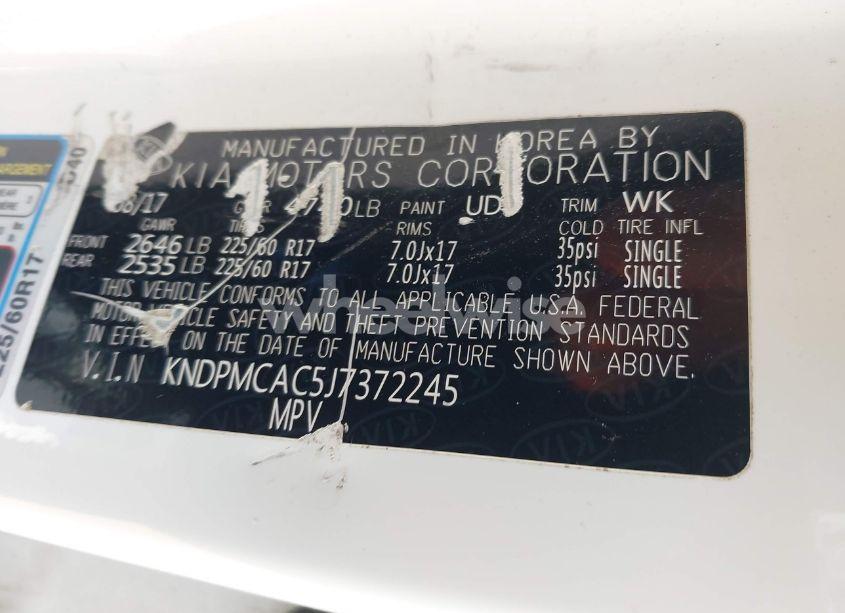 MANUFACTURED IN KOREA BY
KIA MOTORS CORPORATION
/17 LB PAINT UD TRIM WK
GAWR TIRES RIMS COLD TIRE INFL
FRONT 2646 LB 225/60 R17 7.0Jx17 35psi SINGLE
REAR 2535 LB 225/60 R17 7.0Jx17 35psi SINGLE
THIS VEHICLE CONFORMS TO ALL APPLICABLE U.S.A. FEDERAL
MOTOR VEHICLE SAFETY AND THEFT PREVENTION STANDARDS
IN EFFECT ON THE DATE OF MANUFACTURE SHOWN ABOVE.
V.I.N KNDPMCAC5J7372245
MPV
225/60R17
wheelwise